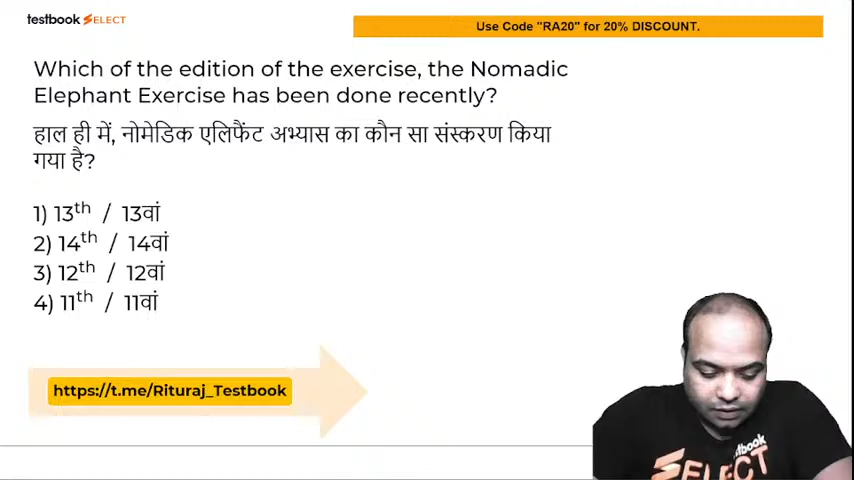 testbook SELECT
Use Code "RA20" for 20% DISCOUNT.
Which of the edition of the exercise, the Nomadic
Elephant Exercise has been done recently?
हाल ही में, नोमेडिक एलिफैंट अभ्यास का कौन सा संस्करण किया
गया है?
1) 13th / 13वां
2) 14th / 14वां
3) 12th / 12वां
4) 11th / 11वां
https://t.me/Rituraj_Testbook
testbook
SELECT